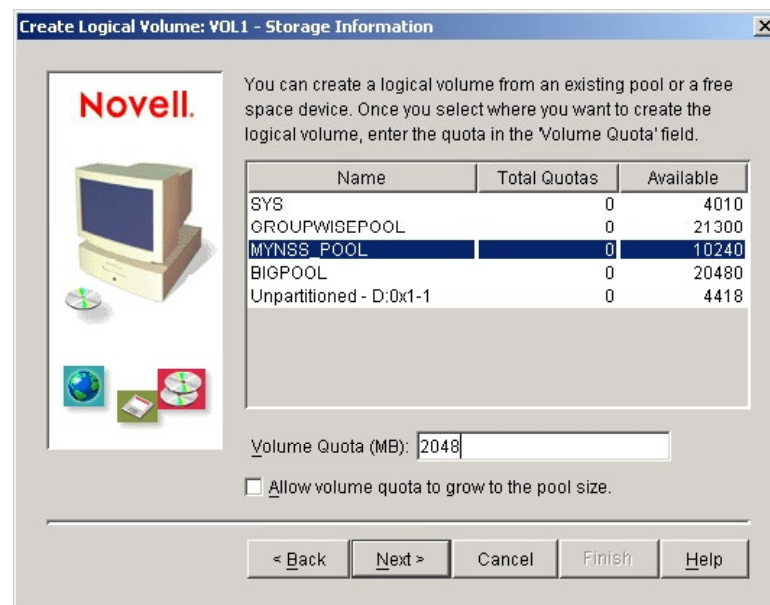 Create Logical Volume: VOL1 - Storage Information
Novell.
You can create a logical volume from an existing pool or a free
space device. Once you select where you want to create the
logical volume, enter the quota in the 'Volume Quota' field.
Name Total Quotas Available
SYS 0 4010
GROUPWISEPOOL 0 21300
MYNSS_POOL 0 10240
BIGPOOL 0 20480
Unpartitioned - D:0x1-1 0 4418
Volume Quota (MB): 2048
Allow volume quota to grow to the pool size.
< Back Next > Cancel Finish Help